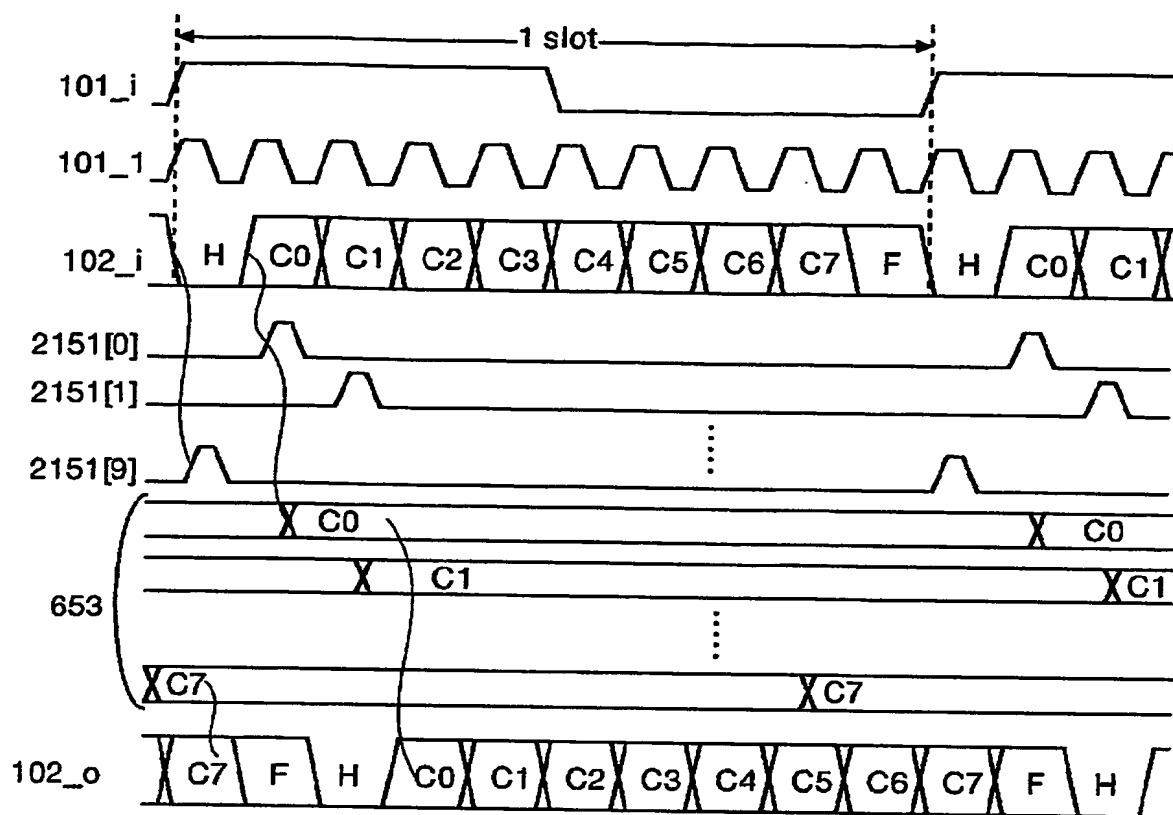 1 slot
101_i
101_1
102_i H C0 C1 C2 C3 C4 C5 C6 C7 F H C0 C1
2151[0]
2151[1]
2151[9]
C0 C0
C1 C1
653
C7 C7
102_o C7 F H C0 C1 C2 C3 C4 C5 C6 C7 F H